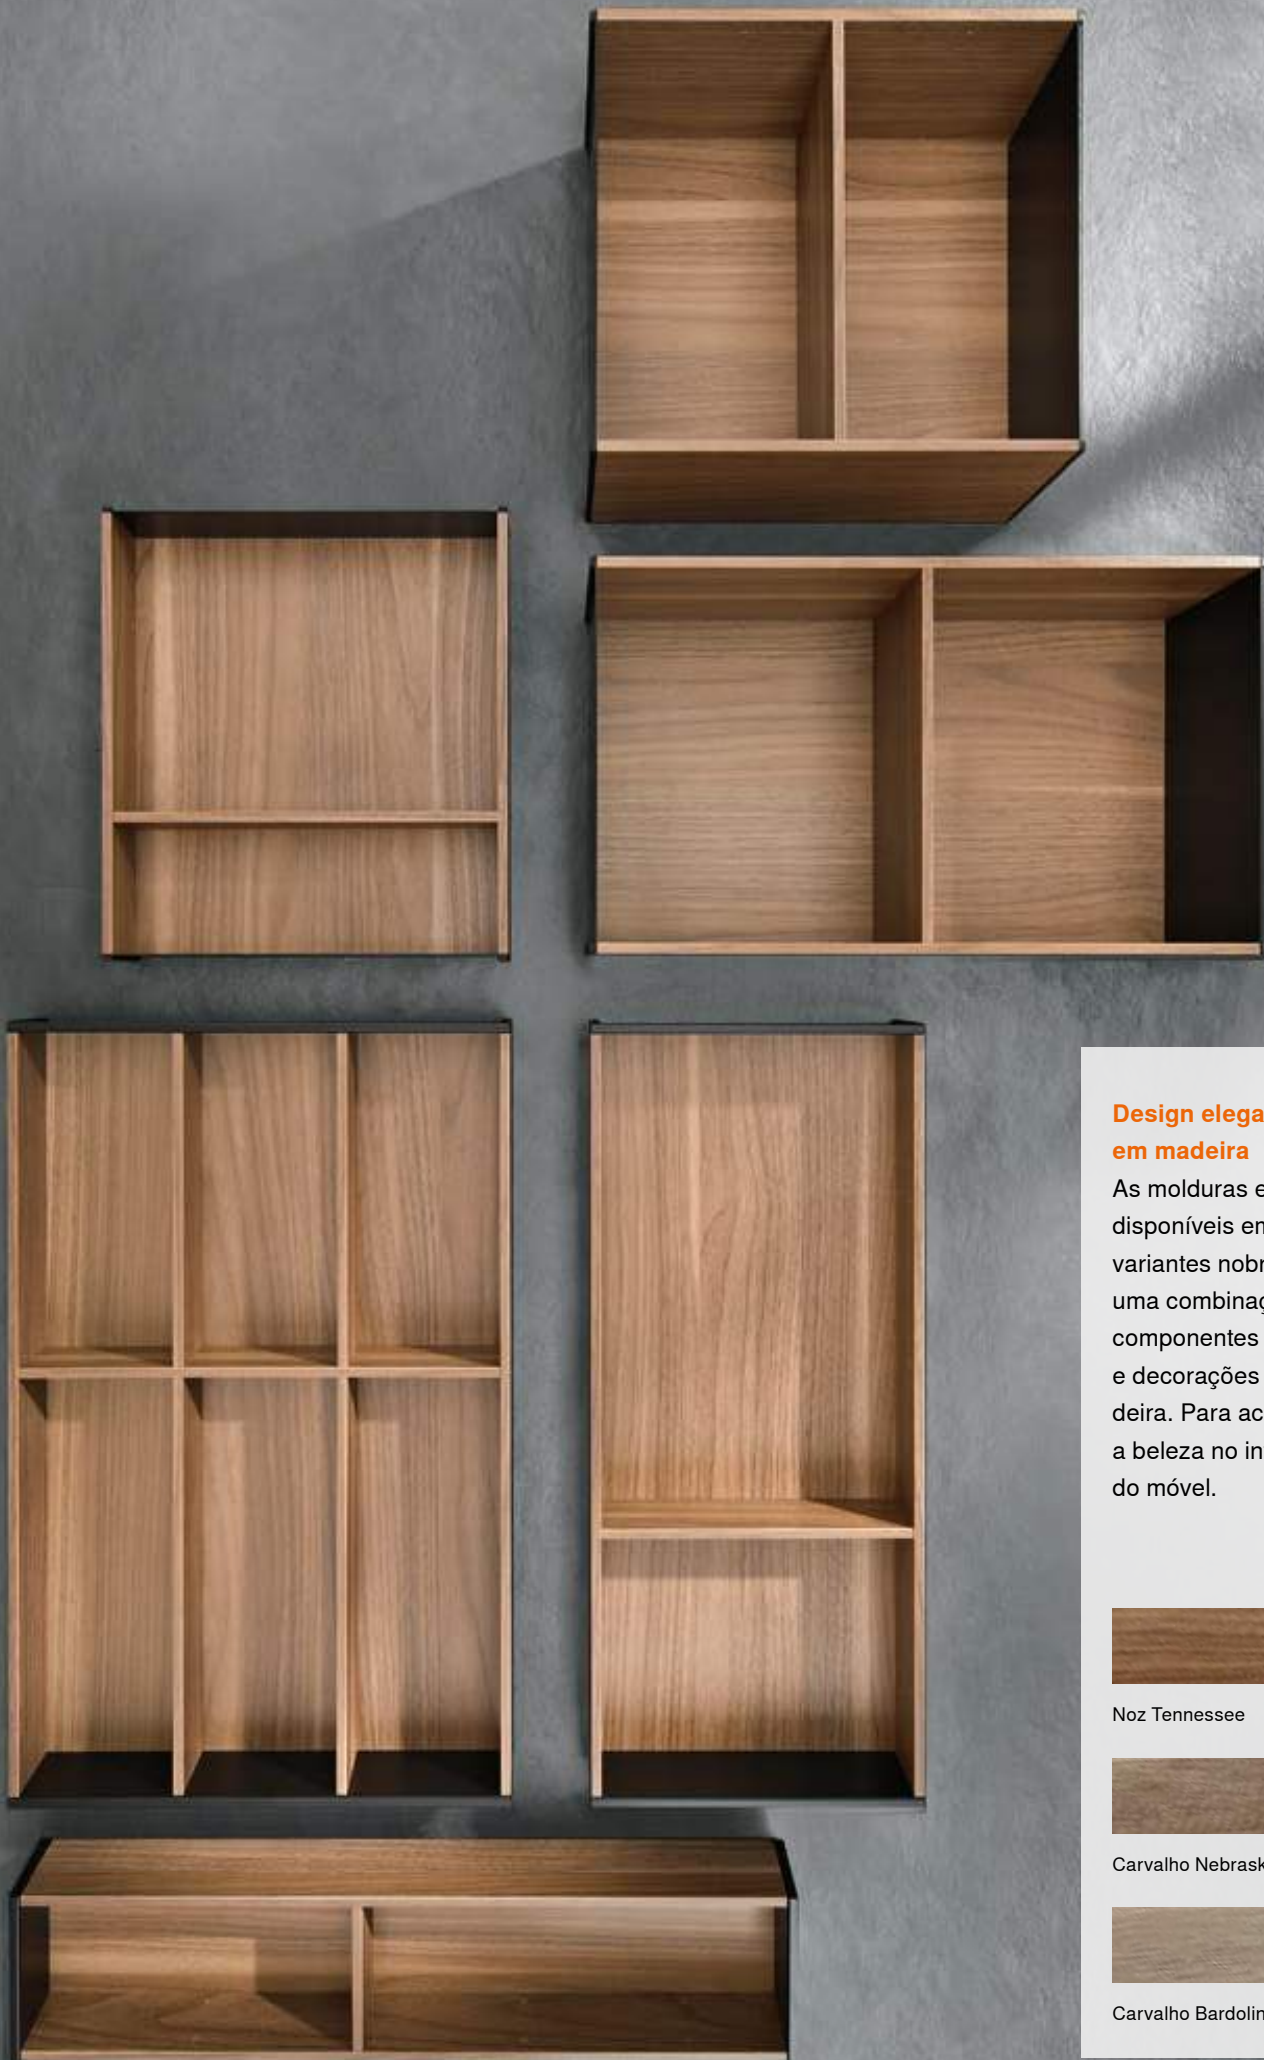 Design elega
em madeira
As molduras e
disponíveis em
variantes nobr
uma combinaç
componentes
e decorações
deira. Para ac
a beleza no in
do móvel.
Noz Tennessee
Carvalho Nebrask
Carvalho Bardolin